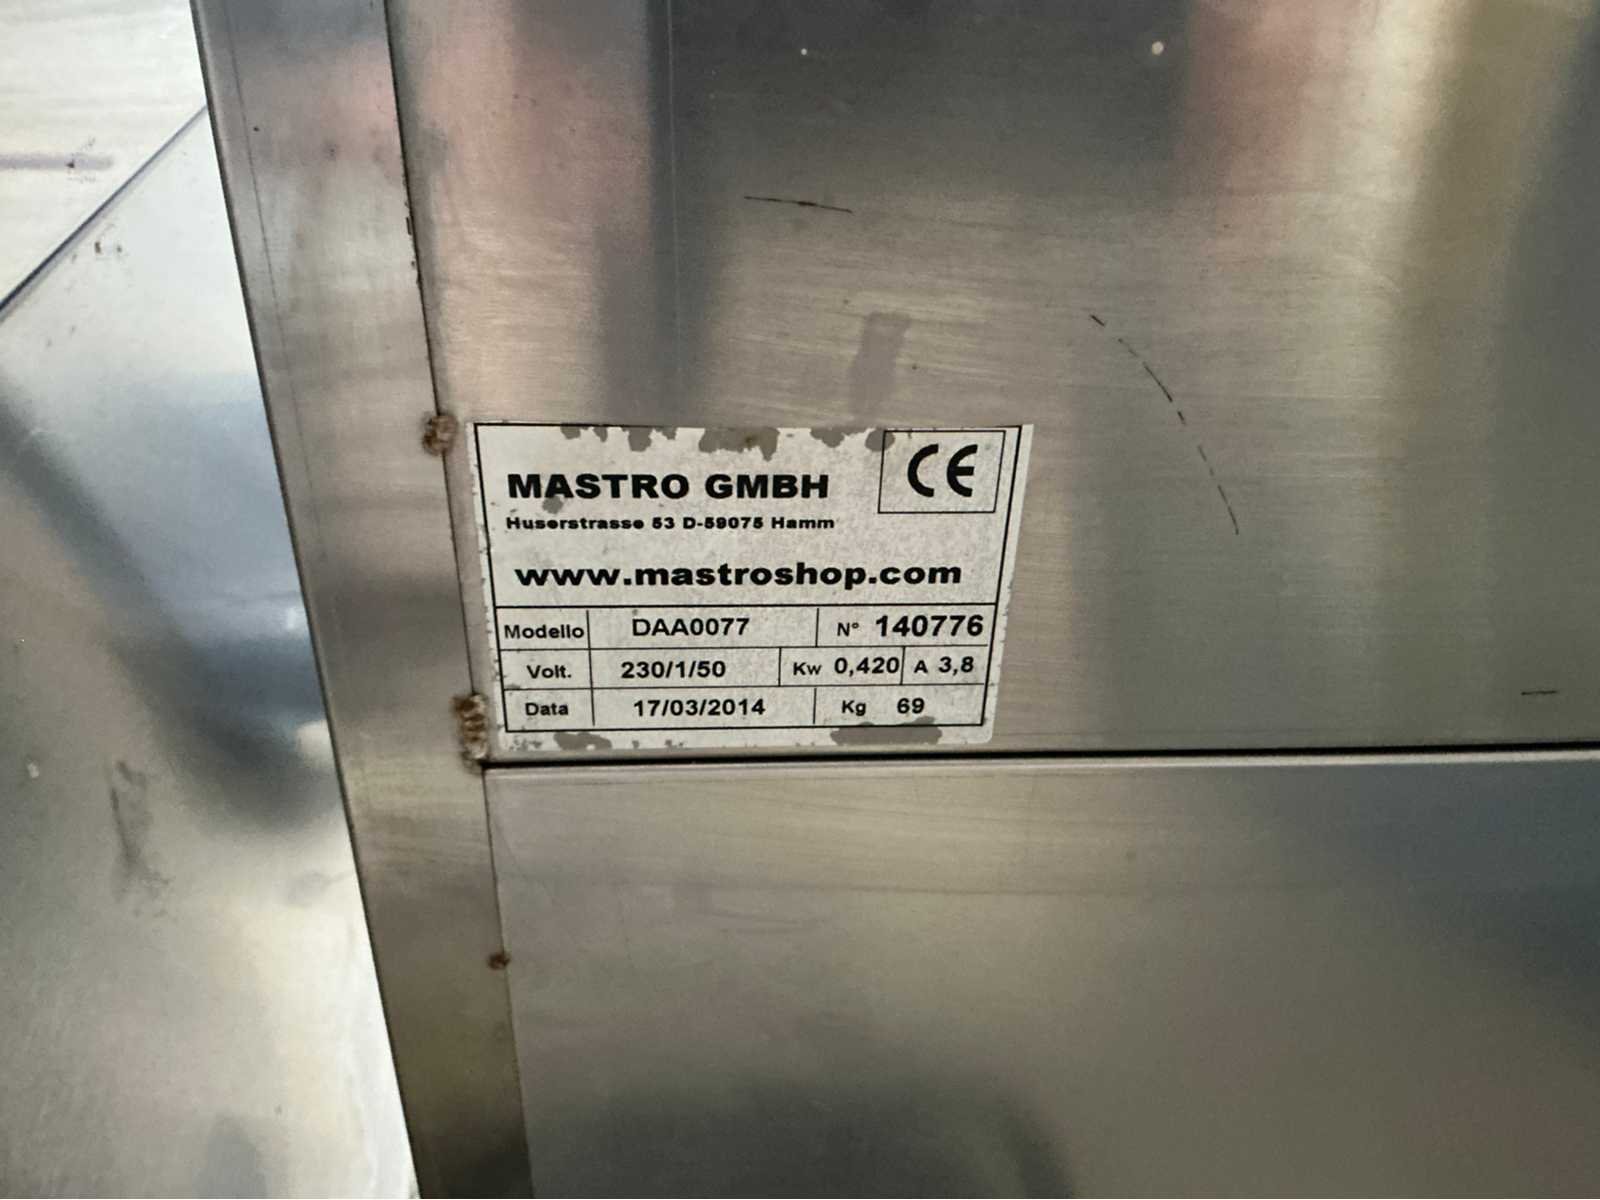 MASTRO GMBH
CE
Huserstrasse 53 D-59075 Hamm
www.mastroshop.com
Modello DAA0077 N° 140776
Volt. 230/1/50 Kw 0,420 A 3,8
Data 17/03/2014 Kg 69